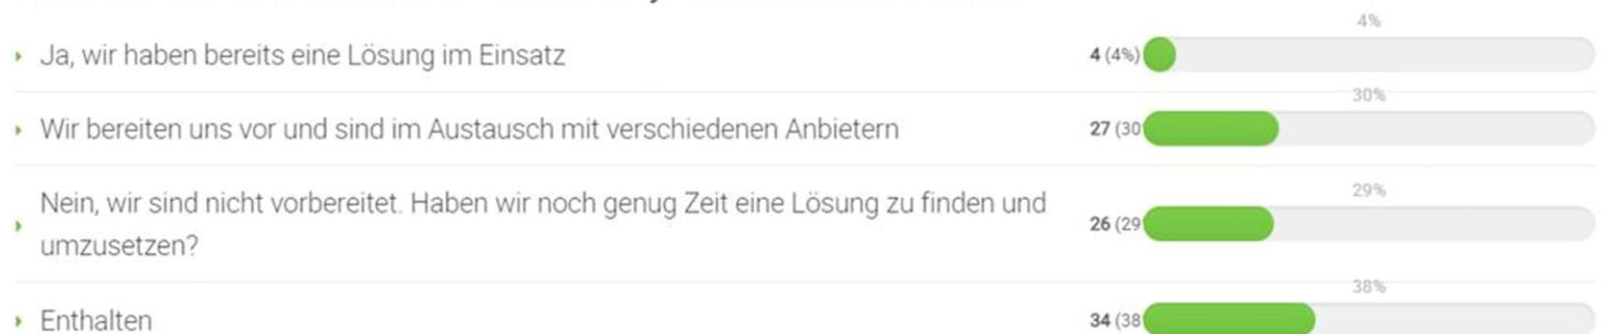 4%
Ja, wir haben bereits eine Lösung im Einsatz 4 (4%)
30%
Wir bereiten uns vor und sind im Austausch mit verschiedenen Anbietern 27 (30
29%
Nein, wir sind nicht vorbereitet. Haben wir noch genug Zeit eine Lösung zu finden und
umzusetzen?
26 (29
38%
Enthalten 34 (38